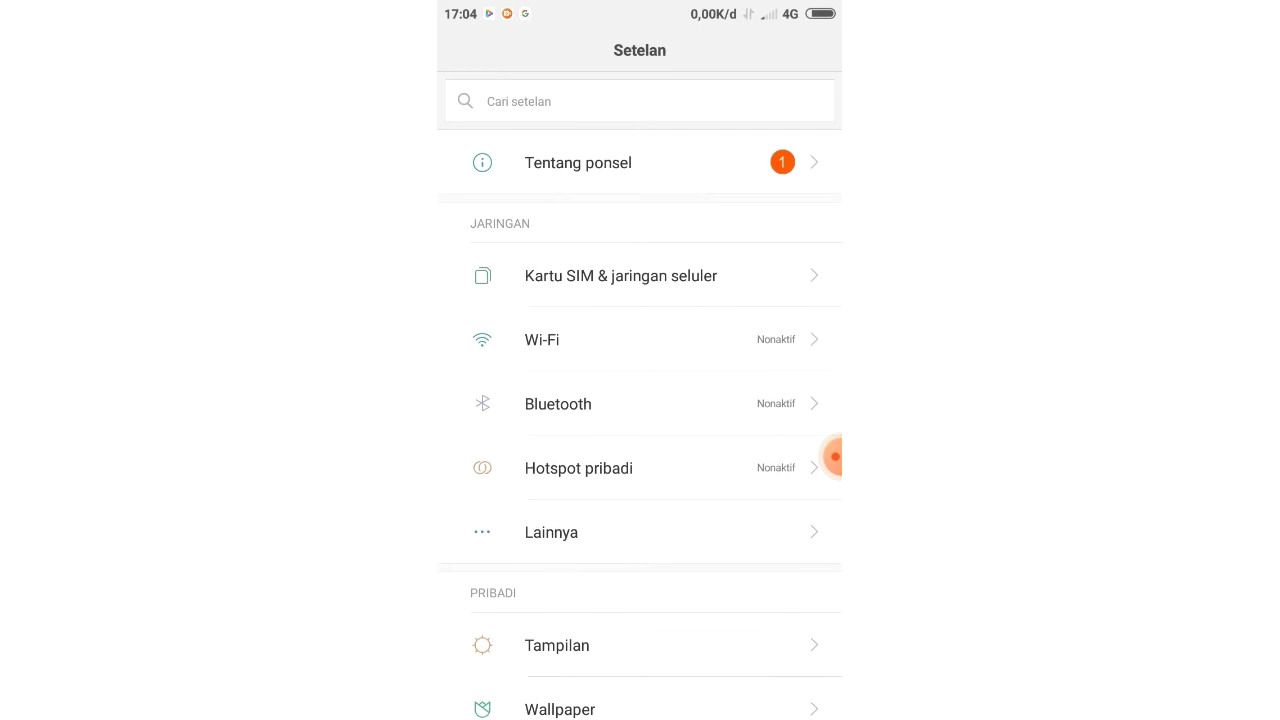 17:04 0,00K/d 4G
Setelan
Cari setelan
Tentang ponsel 1
JARINGAN
Kartu SIM & jaringan seluler
Wi-Fi Nonaktif
Bluetooth Nonaktif
Hotspot pribadi Nonaktif
Lainnya
PRIBADI
Tampilan
Wallpaper